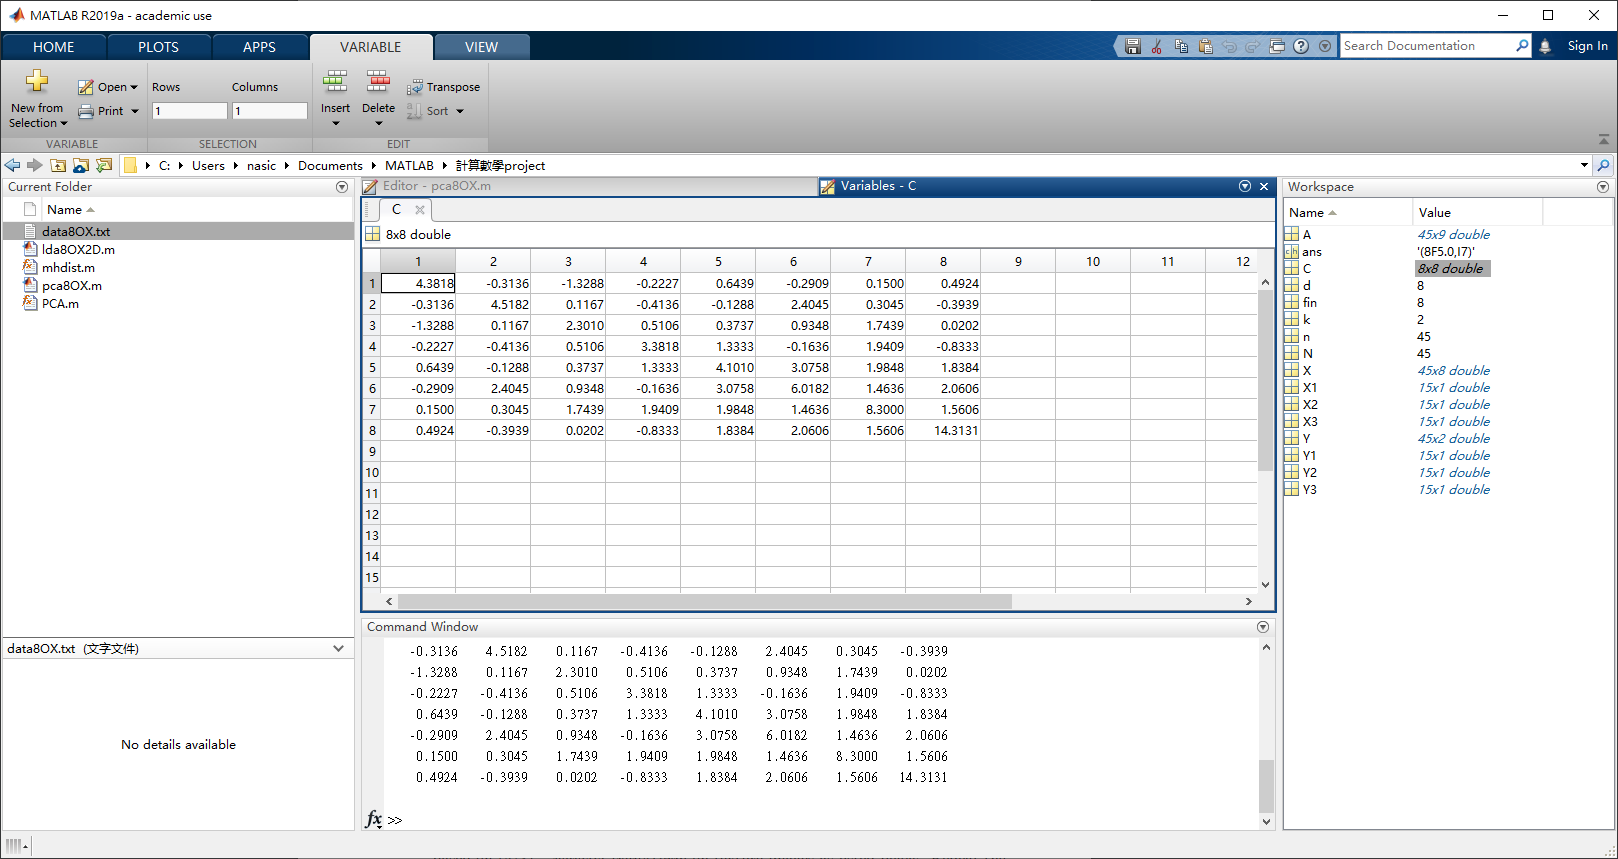 MATLAB R2019a - academic use
HOME PLOTS APPS VARIABLE VIEW
Search Documentation
Sign In
New from Selection
Open
Print
Rows Columns
1 1
Insert
Delete
Transpose
Sort
VARIABLE SELECTION EDIT
C: Users nasic Documents MATLAB 計算數學project
Current Folder
Name
data8OX.txt
lda8OX2D.m
mhdist.m
pca8OX.m
PCA.m
data8OX.txt (文字文件)
No details available
Editor - pca8OX.m
Variables - C
C
8x8 double
1 2 3 4 5 6 7 8 9 10 11 12
1 4.3818 -0.3136 -1.3288 -0.2227 0.6439 -0.2909 0.1500 0.4924
2 -0.3136 4.5182 0.1167 -0.4136 -0.1288 2.4045 0.3045 -0.3939
3 -1.3288 0.1167 2.3010 0.5106 0.3737 0.9348 1.7439 0.0202
4 -0.2227 -0.4136 0.5106 3.3818 1.3333 -0.1636 1.9409 -0.8333
5 0.6439 -0.1288 0.3737 1.3333 4.1010 3.0758 1.9848 1.8384
6 -0.2909 2.4045 0.9348 -0.1636 3.0758 6.0182 1.4636 2.0606
7 0.1500 0.3045 1.7439 1.9409 1.9848 1.4636 8.3000 1.5606
8 0.4924 -0.3939 0.0202 -0.8333 1.8384 2.0606 1.5606 14.3131
9
10
11
12
13
14
15
Command Window
-0.3136 4.5182 0.1167 -0.4136 -0.1288 2.4045 0.3045 -0.3939
-1.3288 0.1167 2.3010 0.5106 0.3737 0.9348 1.7439 0.0202
-0.2227 -0.4136 0.5106 3.3818 1.3333 -0.1636 1.9409 -0.8333
0.6439 -0.1288 0.3737 1.3333 4.1010 3.0758 1.9848 1.8384
-0.2909 2.4045 0.9348 -0.1636 3.0758 6.0182 1.4636 2.0606
0.1500 0.3045 1.7439 1.9409 1.9848 1.4636 8.3000 1.5606
0.4924 -0.3939 0.0202 -0.8333 1.8384 2.0606 1.5606 14.3131
fx >>
Workspace
Name Value
A 45x9 double
ans '(8F5.0,I7)'
C 8x8 double
d 8
fin 8
k 2
n 45
N 45
X 45x8 double
X1 15x1 double
X2 15x1 double
X3 15x1 double
Y 45x2 double
Y1 15x1 double
Y2 15x1 double
Y3 15x1 double